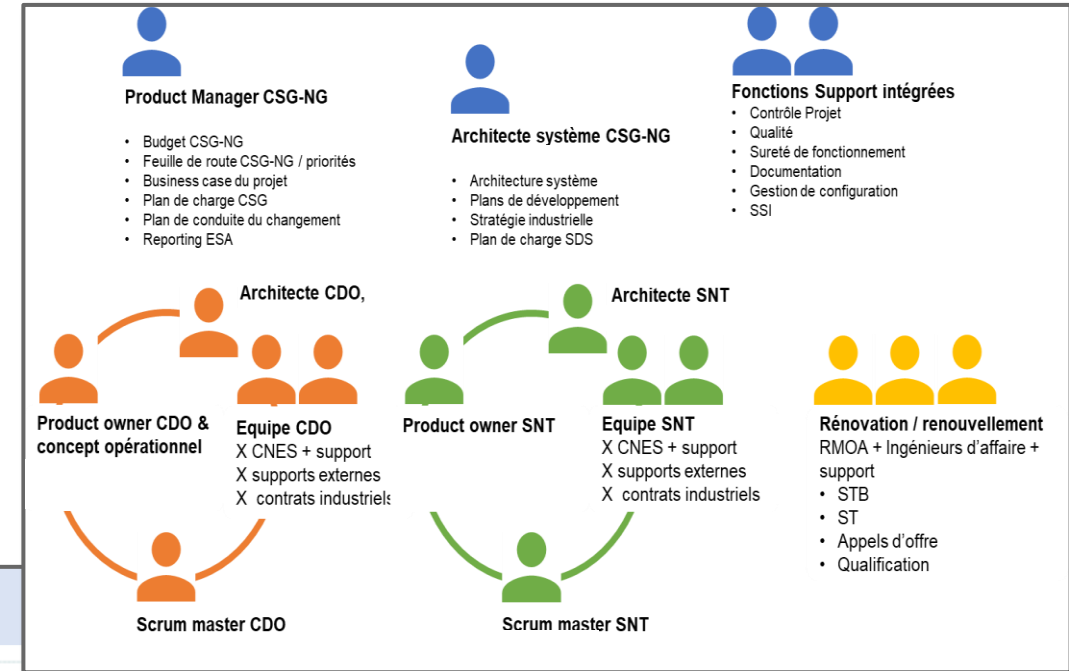 Product Manager CSG-NG
• Budget CSG-NG
• Feuille de route CSG-NG / priorités
• Business case du projet
• Plan de charge CSG
• Plan de conduite du changement
• Reporting ESA
Architecte système CSG-NG
• Architecture système
• Plans de développement
• Stratégie industrielle
• Plan de charge SDS
Fonctions Support intégrées
• Contrôle Projet
• Qualité
• Sureté de fonctionnement
• Documentation
• Gestion de configuration
• SSI
Architecte CDO,
Product owner CDO &
concept opérationnel
Equipe CDO
X CNES + support
X supports externes
X contrats industriels
Scrum master CDO
Architecte SNT
Product owner SNT
Equipe SNT
X CNES + support
X supports externes
X contrats industriels
Scrum master SNT
Rénovation / renouvellement
RMOA + Ingénieurs d'affaire +
support
• STB
• ST
• Appels d'offre
• Qualification